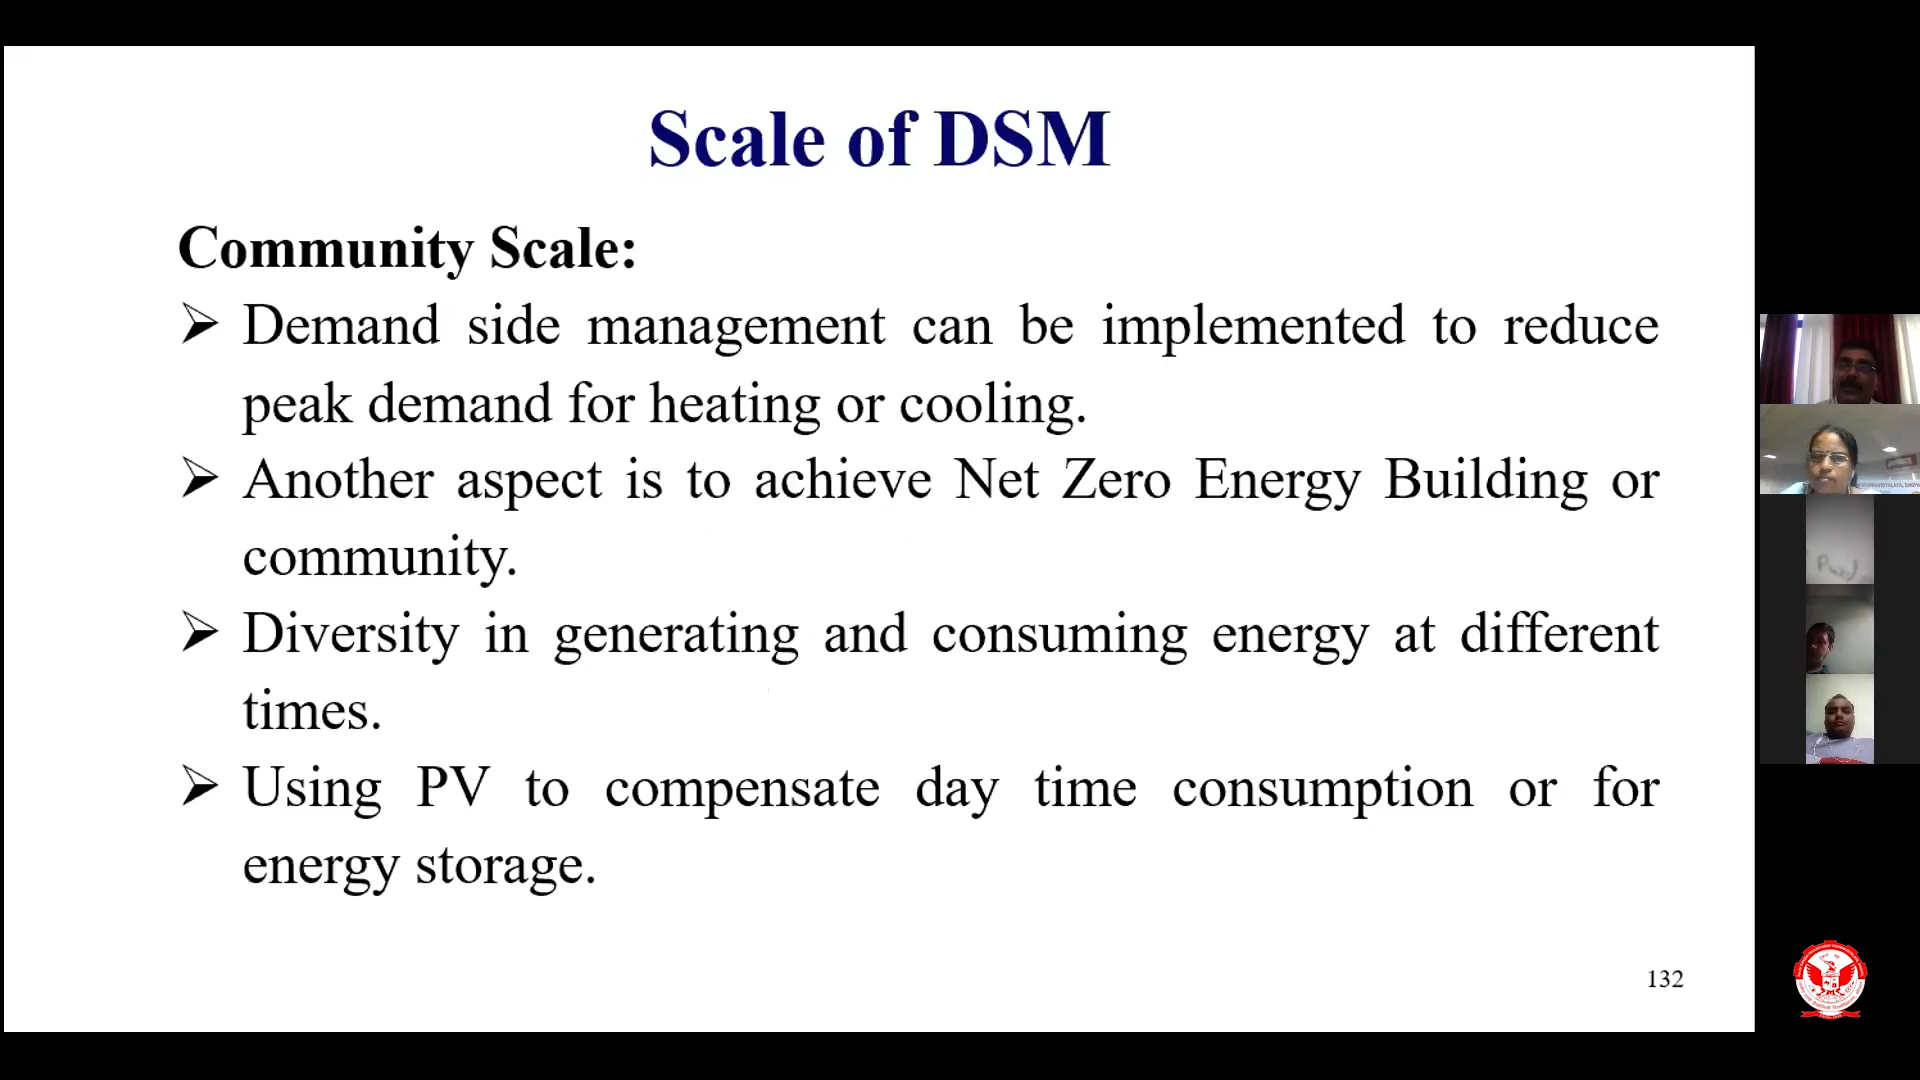 Scale of DSM
Community Scale:
➢ Demand side management can be implemented to reduce
peak demand for heating or cooling.
➢ Another aspect is to achieve Net Zero Energy Building or
community.
➢ Diversity in generating and consuming energy at different
times.
➢ Using PV to compensate day time consumption or for
energy storage.
132